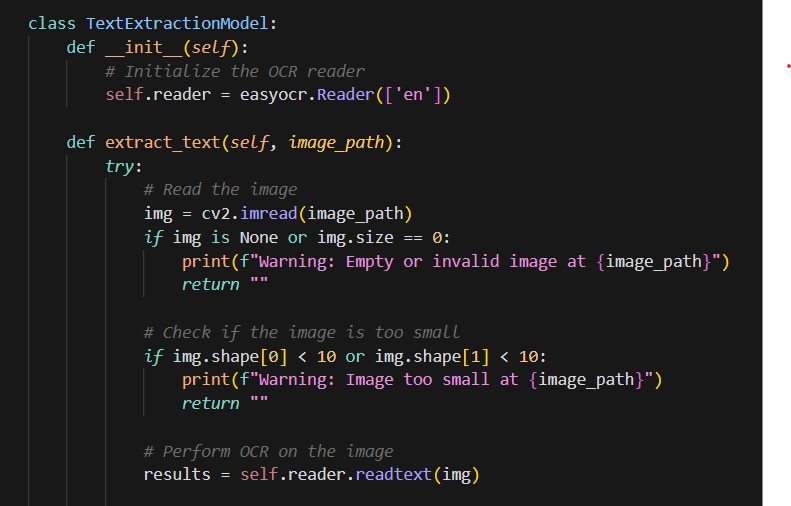 class TextExtractionModel:
    def __init__(self):
        # Initialize the OCR reader
        self.reader = easyocr.Reader(['en'])
    def extract_text(self, image_path):
        try:
            # Read the image
            img = cv2.imread(image_path)
            if img is None or img.size == 0:
                print(f"Warning: Empty or invalid image at {image_path}")
                return ""
            # Check if the image is too small
            if img.shape[0] < 10 or img.shape[1] < 10:
                print(f"Warning: Image too small at {image_path}")
                return ""
            # Perform OCR on the image
            results = self.reader.readtext(img)